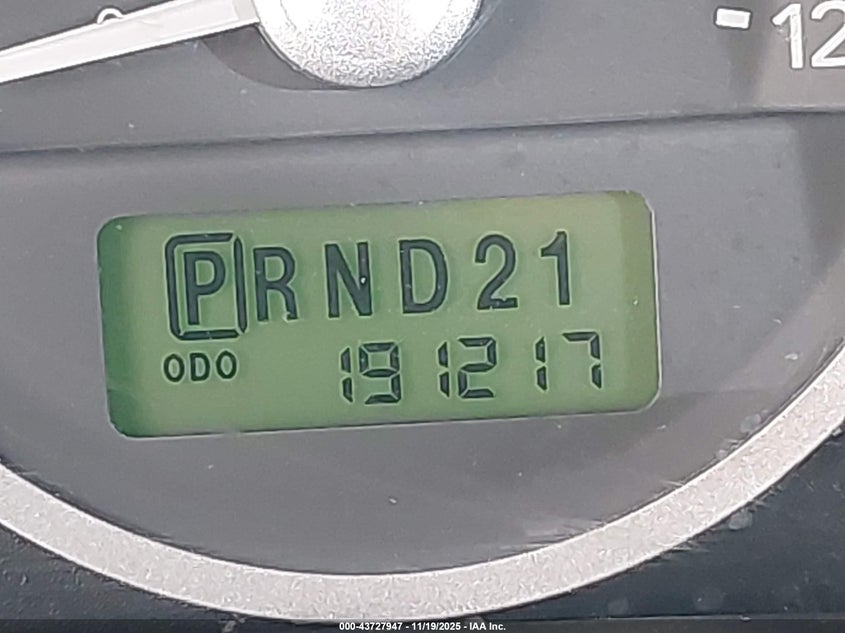 12
PRND21
ODO 191217
000-43727947 - 11/19/2025 - IAA Inc.